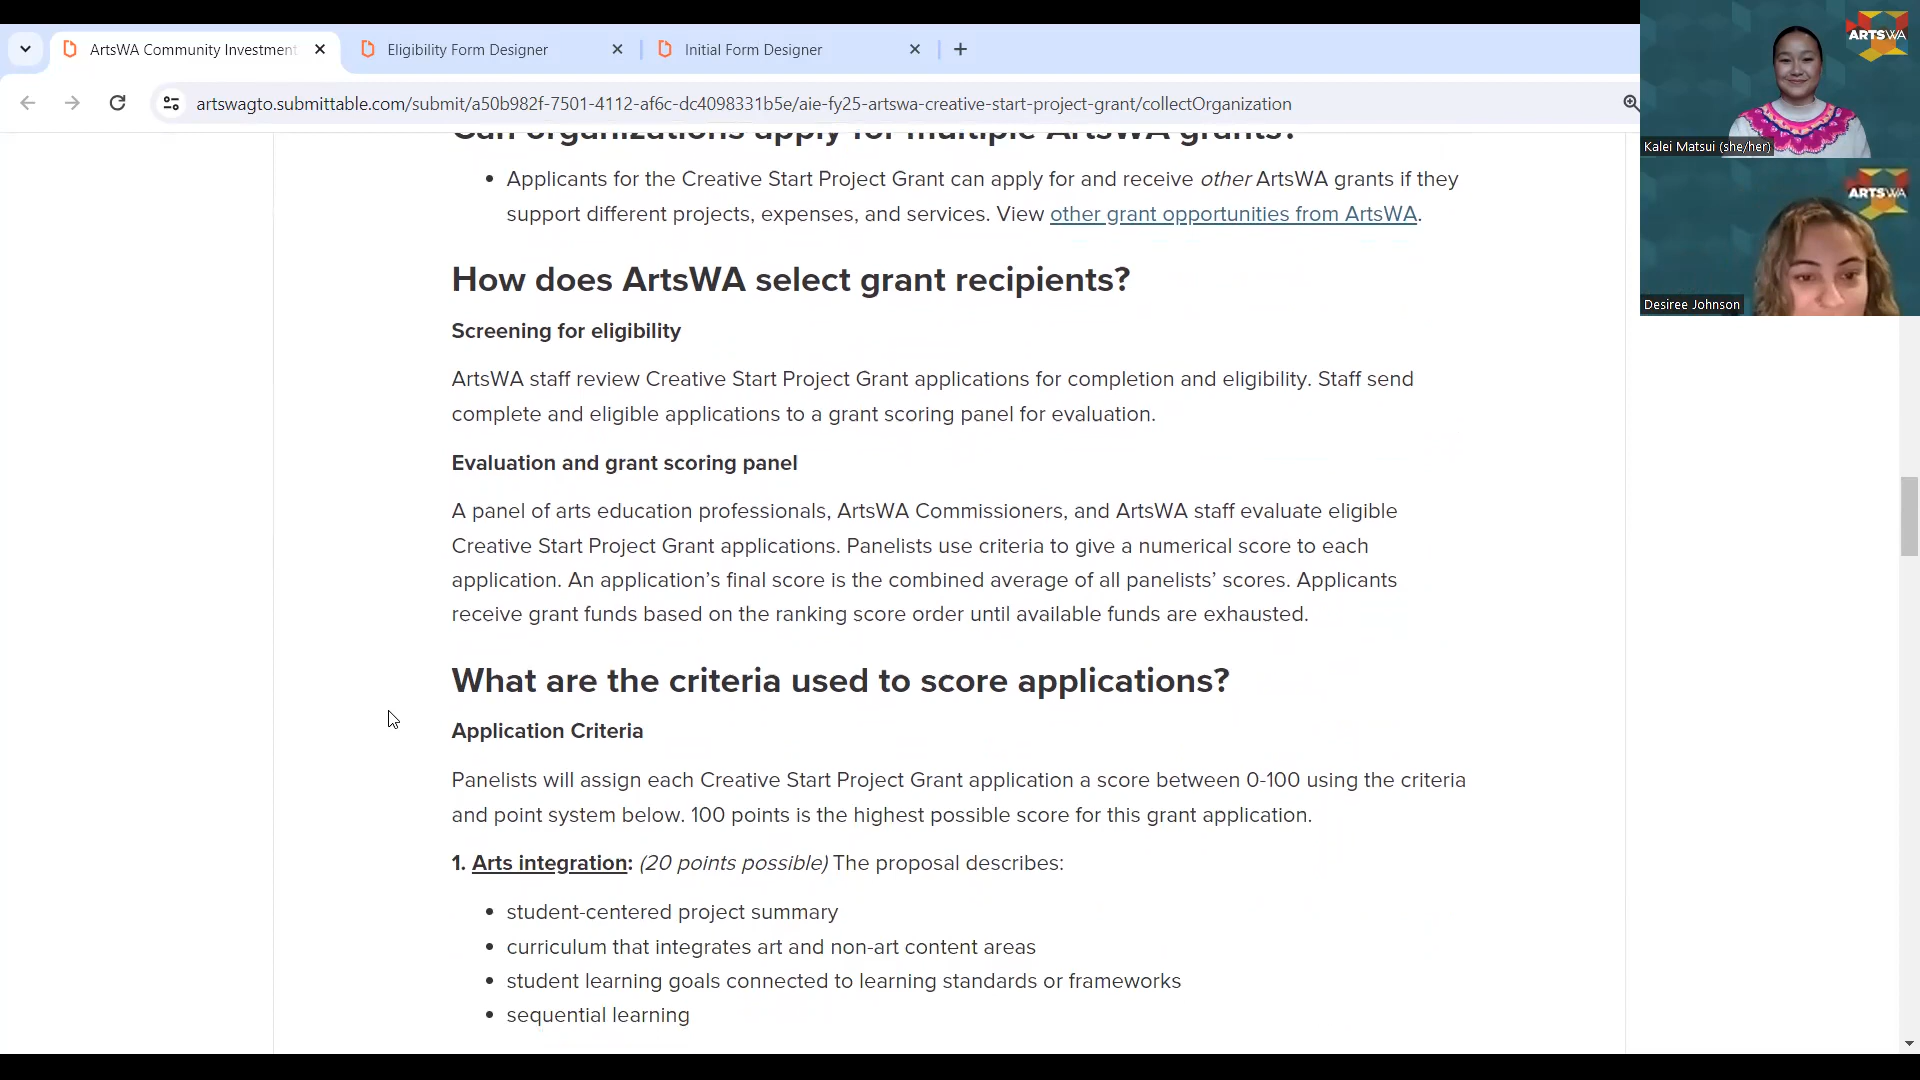 ArtsWA Community Investment
Eligibility Form Designer
Initial Form Designer
artswagto.submittable.com/submit/a50b982f-7501-4112-af6c-dc4098331b5e/aie-fy25-artswa-creative-start-project-grant/collectOrganization
ARTSWA
Kalei Matsui (she/her)
ARTSWA
Desiree Johnson
Can organizations apply for multiple ArtsWA grants?
• Applicants for the Creative Start Project Grant can apply for and receive other ArtsWA grants if they
support different projects, expenses, and services. View other grant opportunities from ArtsWA.
How does ArtsWA select grant recipients?
Screening for eligibility
ArtsWA staff review Creative Start Project Grant applications for completion and eligibility. Staff send
complete and eligible applications to a grant scoring panel for evaluation.
Evaluation and grant scoring panel
A panel of arts education professionals, ArtsWA Commissioners, and ArtsWA staff evaluate eligible
Creative Start Project Grant applications. Panelists use criteria to give a numerical score to each
application. An application’s final score is the combined average of all panelists’ scores. Applicants
receive grant funds based on the ranking score order until available funds are exhausted.
What are the criteria used to score applications?
Application Criteria
Panelists will assign each Creative Start Project Grant application a score between 0-100 using the criteria
and point system below. 100 points is the highest possible score for this grant application.
1. Arts integration: (20 points possible) The proposal describes:
• student-centered project summary
• curriculum that integrates art and non-art content areas
• student learning goals connected to learning standards or frameworks
• sequential learning